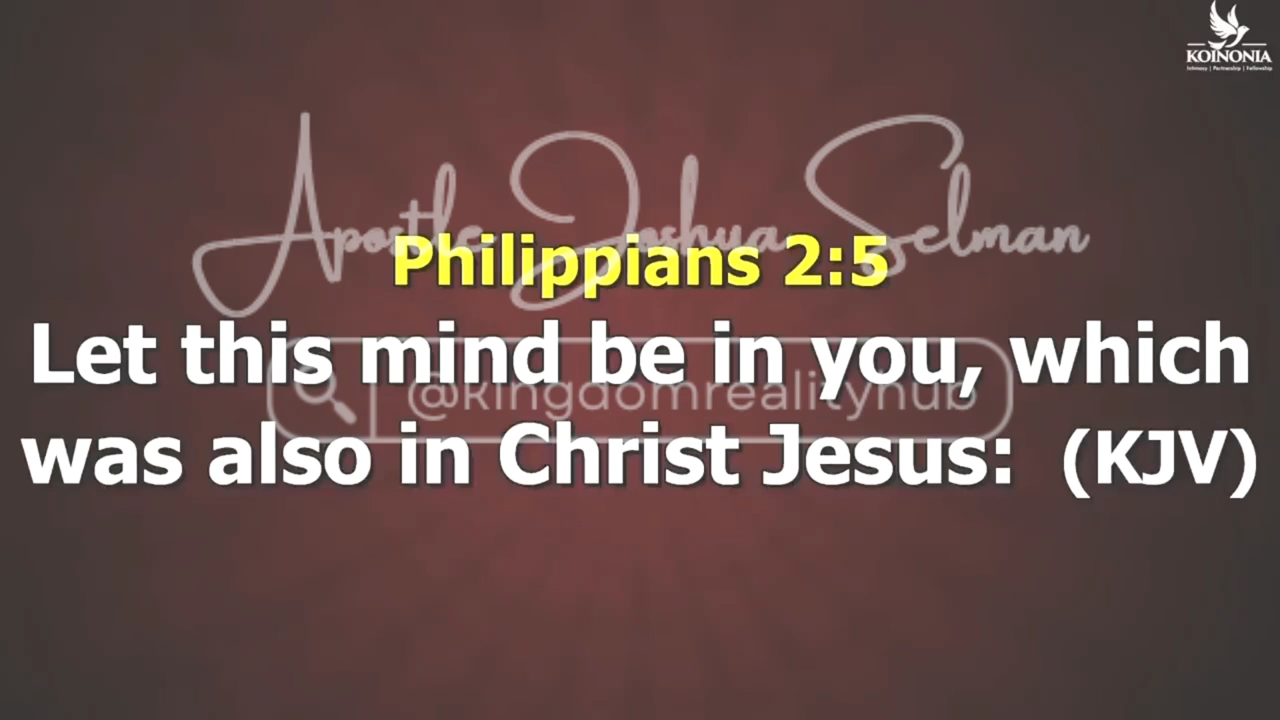 KOINONIA
Intimacy | Partnership | Fellowship
Apostle Joshua Selman
Philippians 2:5
Let this mind be in you, which
@kingdomrealityhub
was also in Christ Jesus: (KJV)